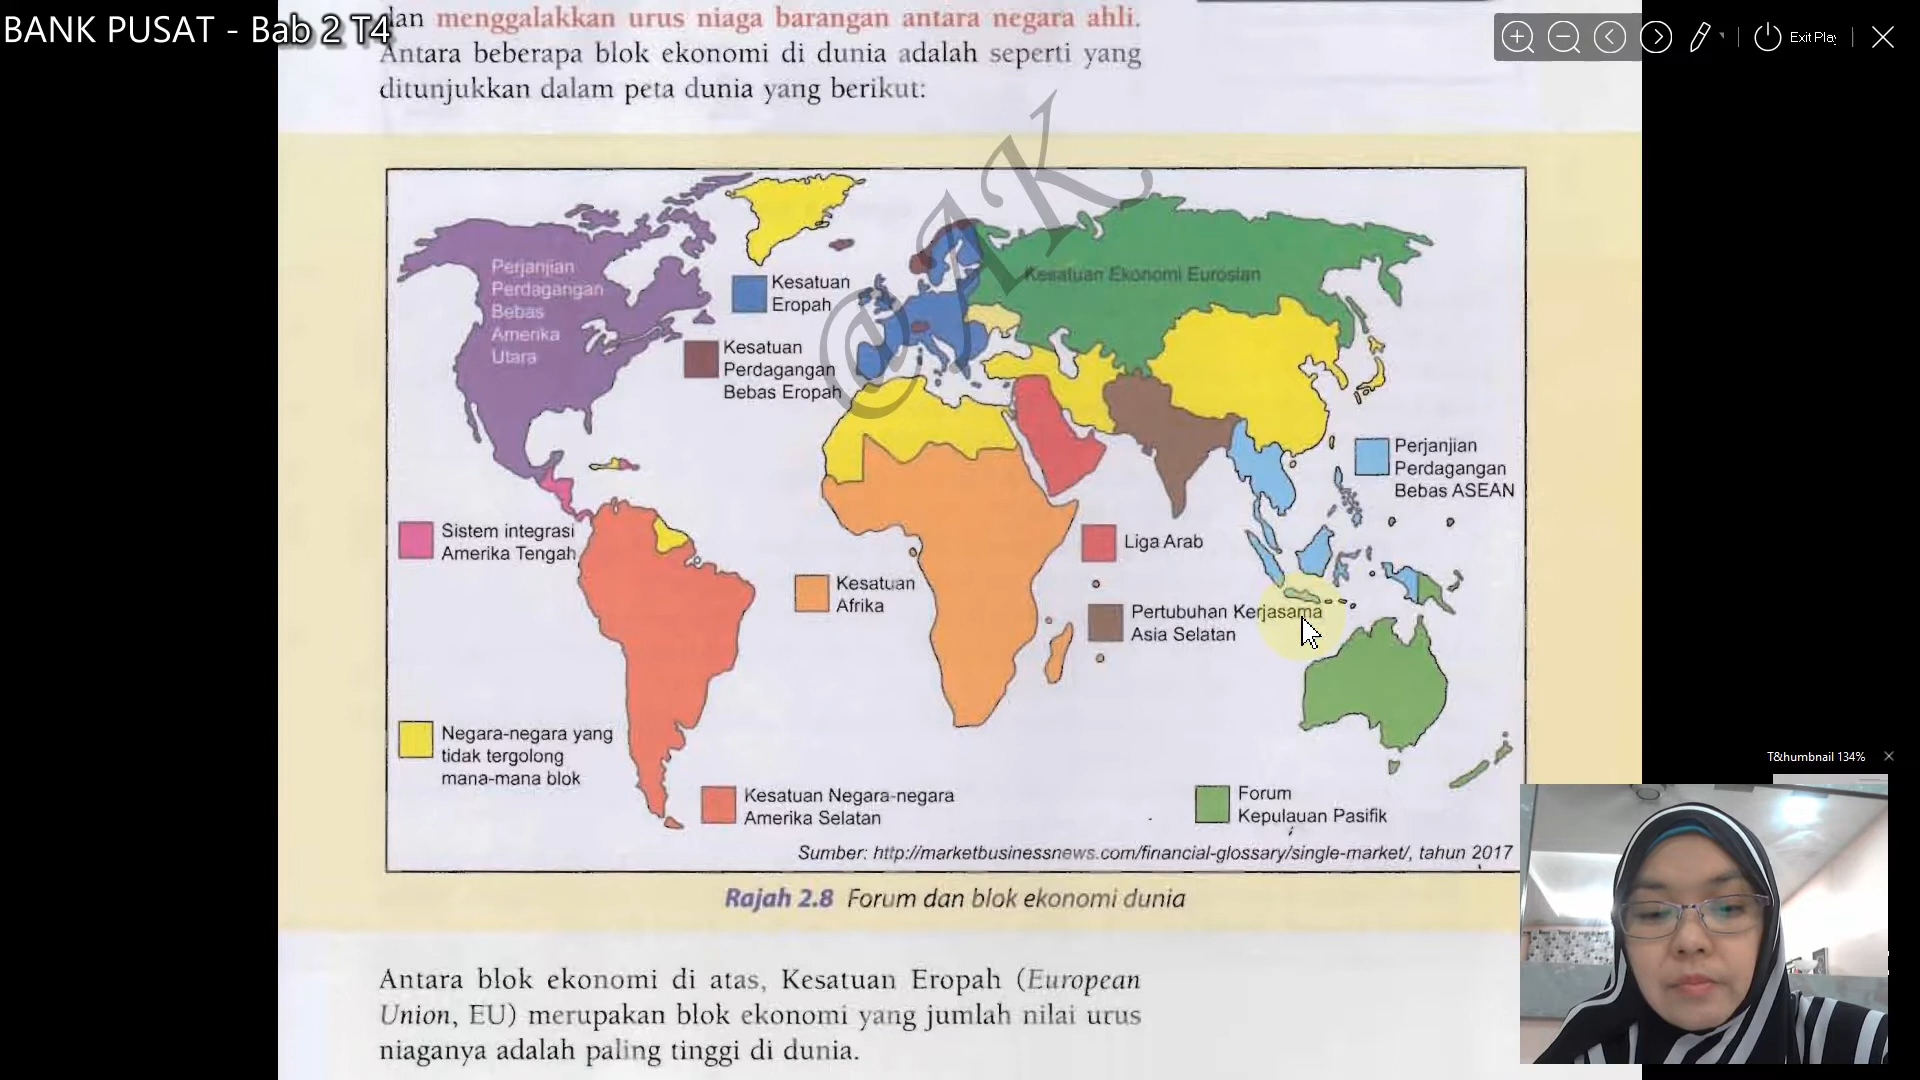 BANK PUSAT - Bab 2 T4
Exit Play
dan menggalakkan urus niaga barangan antara negara ahli.
Antara beberapa blok ekonomi di dunia adalah seperti yang
ditunjukkan dalam peta dunia yang berikut:
@AK
Perjanjian
Perdagangan
Bebas
Amerika
Utara
Kesatuan
Eropah
Kesatuan Ekonomi Eurosian
Kesatuan
Perdagangan
Bebas Eropah
Perjanjian
Perdagangan
Bebas ASEAN
Sistem integrasi
Amerika Tengah
Liga Arab
Kesatuan
Afrika
Pertubuhan Kerjasama
Asia Selatan
Negara-negara yang
tidak tergolong
mana-mana blok
Kesatuan Negara-negara
Amerika Selatan
Forum
Kepulauan Pasifik
Sumber: http://marketbusinessnews.com/financial-glossary/single-market/, tahun 2017
Rajah 2.8 Forum dan blok ekonomi dunia
T&humbnail 134%
Antara blok ekonomi di atas, Kesatuan Eropah (European
Union, EU) merupakan blok ekonomi yang jumlah nilai urus
niaganya adalah paling tinggi di dunia.